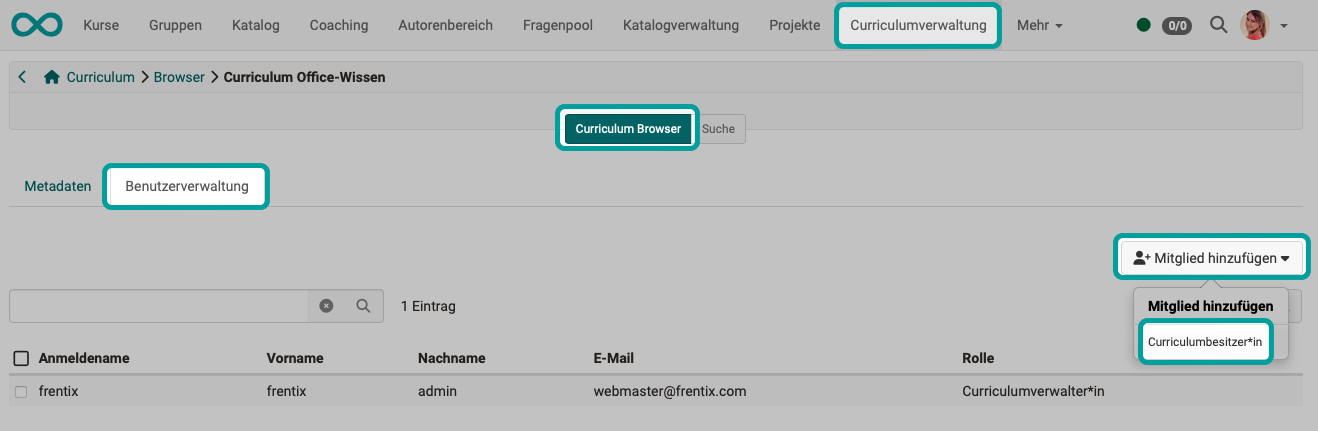 Kurse Gruppen Katalog Coaching Autorenbereich Fragenpool Katalogverwaltung Projekte Curriculumverwaltung Mehr 0/0
Curriculum Browser Curriculum Office-Wissen
Curriculum Browser Suche
Metadaten Benutzerverwaltung
Mitglied hinzufügen
1 Eintrag
Mitglied hinzufügen
Curriculumbesitzer*in
Anmeldename Vorname Nachname E-Mail Rolle
frentix frentix admin webmaster@frentix.com Curriculumverwalter*in